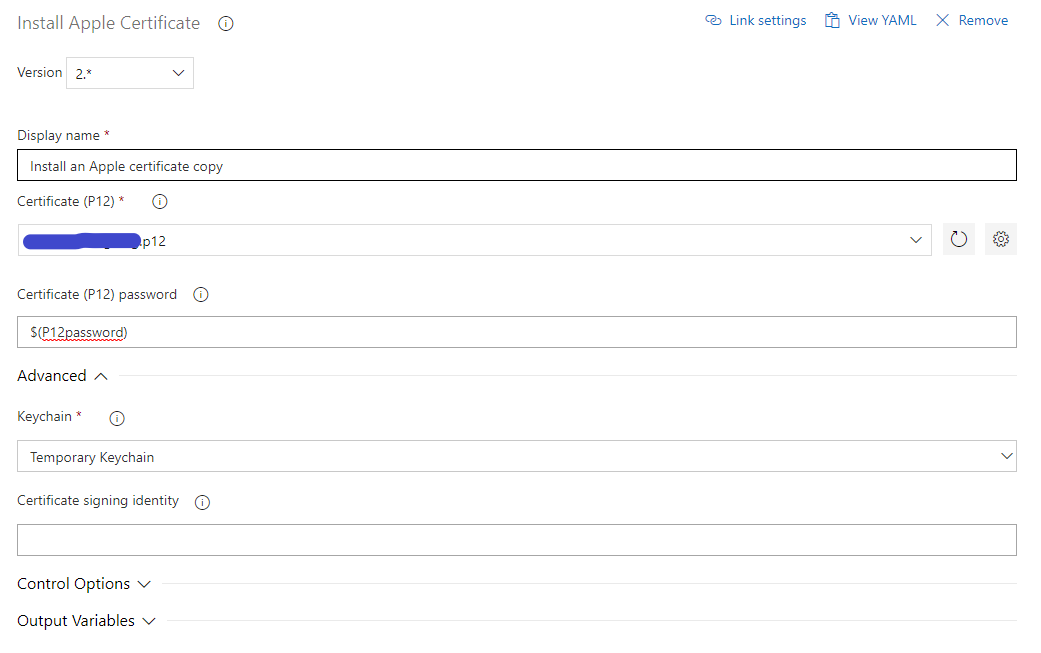 Install Apple Certificate
Link settings View YAML Remove
Version 2.*
Display name *
Install an Apple certificate copy
Certificate (P12) *
.p12
Certificate (P12) password
$(P12password)
Advanced
Keychain *
Temporary Keychain
Certificate signing identity
Control Options
Output Variables